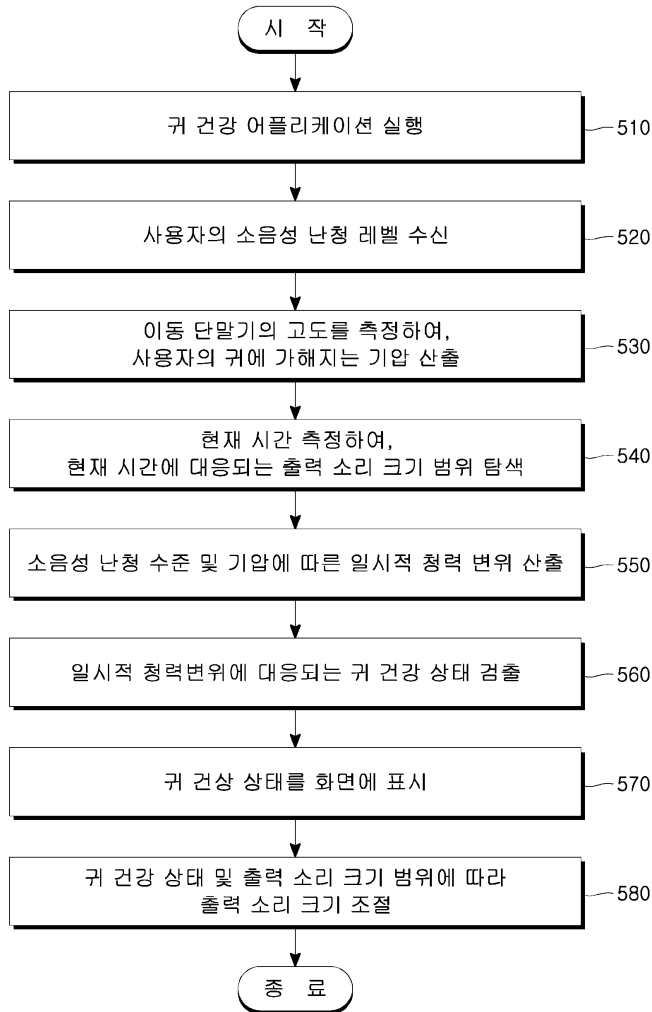 시 작
귀 건강 어플리케이션 실행
510
사용자의 소음성 난청 레벨 수신
520
이동 단말기의 고도를 측정하여,
사용자의 귀에 가해지는 기압 산출
530
현재 시간 측정하여,
현재 시간에 대응되는 출력 소리 크기 범위 탐색
540
소음성 난청 수준 및 기압에 따른 일시적 청력 변위 산출
550
일시적 청력변위에 대응되는 귀 건강 상태 검출
560
귀 건상 상태를 화면에 표시
570
귀 건강 상태 및 출력 소리 크기 범위에 따라
출력 소리 크기 조절
580
종 료